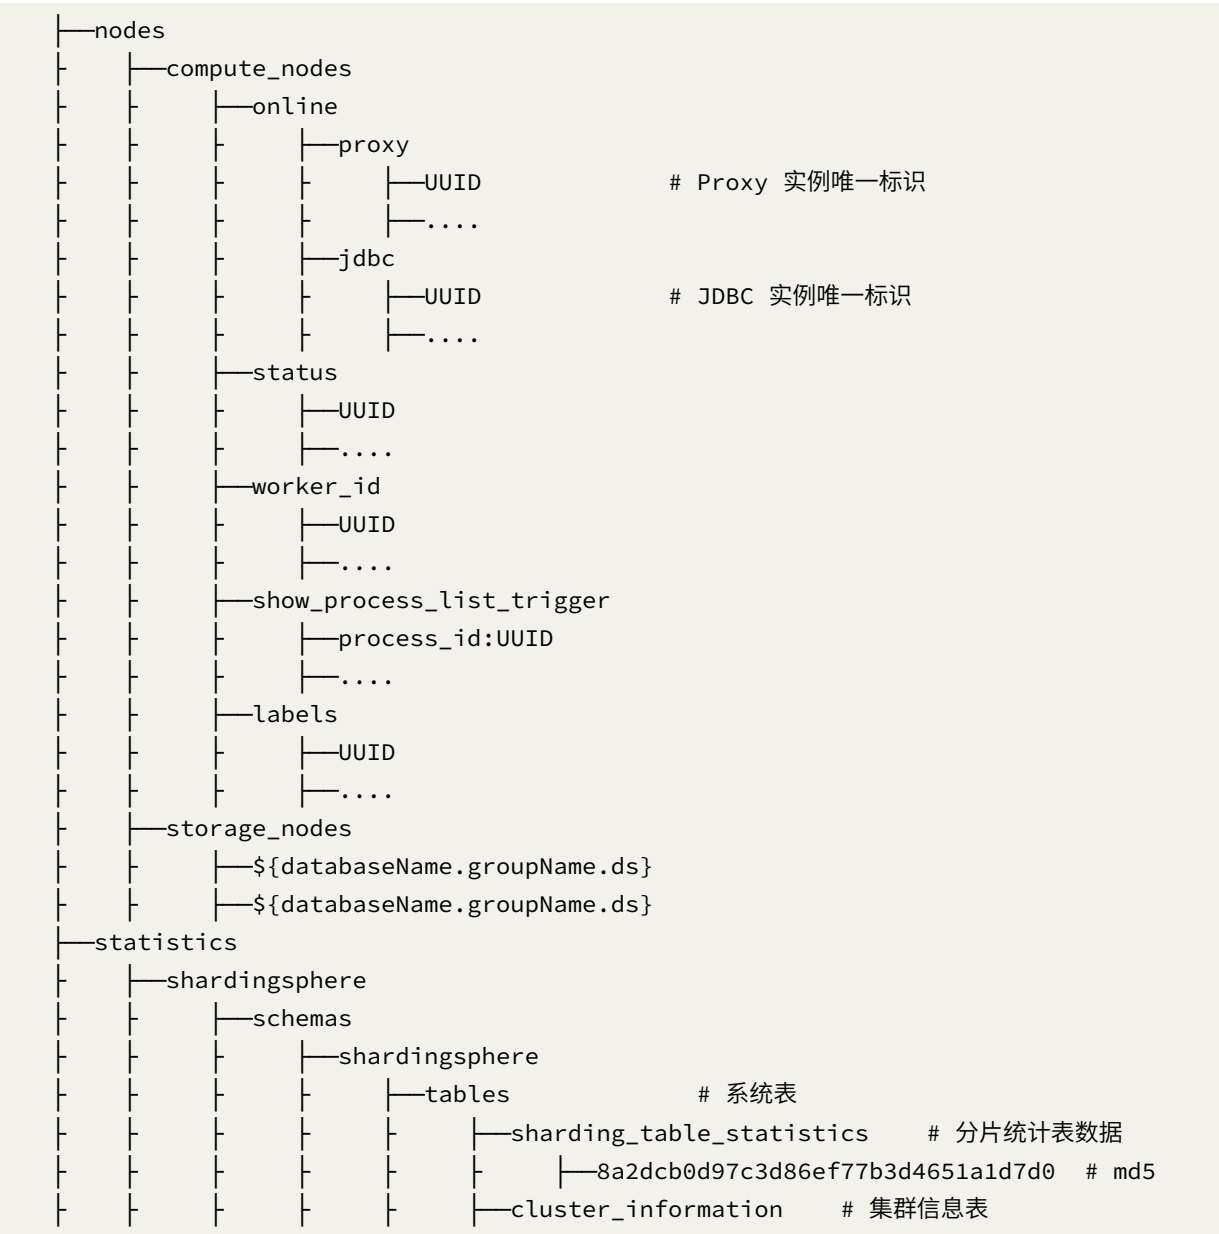 ├──nodes
├    ├──compute_nodes
├    ├    ├──online
├    ├    ├    ├──proxy
├    ├    ├    ├    ├──UUID             # Proxy 实例唯一标识
├    ├    ├    ├    ├──....
├    ├    ├    ├──jdbc
├    ├    ├    ├    ├──UUID             # JDBC 实例唯一标识
├    ├    ├    ├    ├──....
├    ├    ├──status
├    ├    ├    ├──UUID
├    ├    ├    ├──....
├    ├    ├──worker_id
├    ├    ├    ├──UUID
├    ├    ├    ├──....
├    ├    ├──show_process_list_trigger
├    ├    ├    ├──process_id:UUID
├    ├    ├    ├──....
├    ├    ├──labels
├    ├    ├    ├──UUID
├    ├    ├    ├──....
├    ├──storage_nodes
├    ├    ├──${databaseName.groupName.ds}
├    ├    ├──${databaseName.groupName.ds}
├──statistics
├    ├──shardingsphere
├    ├    ├──schemas
├    ├    ├    ├──shardingsphere
├    ├    ├    ├    ├──tables             # 系统表
├    ├    ├    ├    ├    ├──sharding_table_statistics    # 分片统计表数据
├    ├    ├    ├    ├    ├    ├──8a2dcb0d97c3d86ef77b3d4651a1d7d0  # md5
├    ├    ├    ├    ├    ├──cluster_information    # 集群信息表